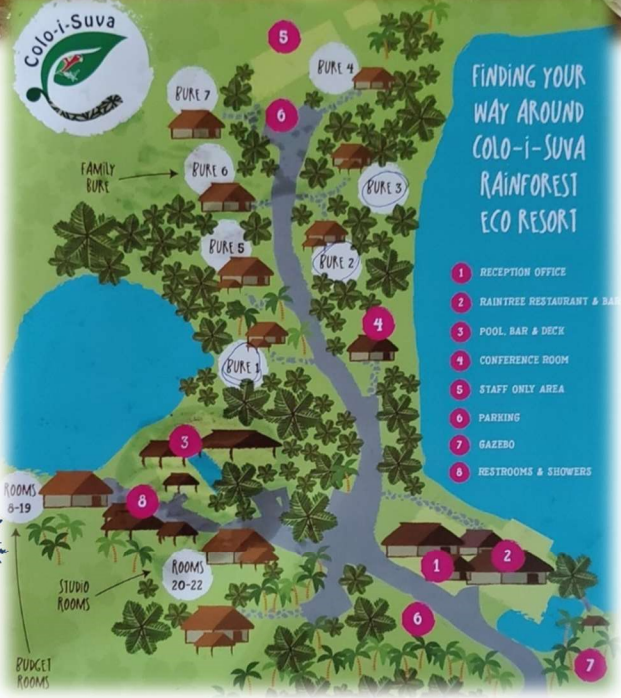 Colo-i-Suva
5
BURE 4
BURE 7
6
FAMILY
BURE
BURE 6
BURE 3
BURE 5
BURE 2
4
BURE 1
3
ROOMS
8-19
8
STUDIO
ROOMS
ROOMS
20-22
BUDGET
ROOMS
1
2
6
7
FINDING YOUR
WAY AROUND
COLO-i-SUVA
RAINFOREST
ECO RESORT
1 RECEPTION OFFICE
2 RAINTREE RESTAURANT & BAR
3 POOL, BAR & DECK
4 CONFERENCE ROOM
5 STAFF ONLY AREA
6 PARKING
7 GAZEBO
8 RESTROOMS & SHOWERS